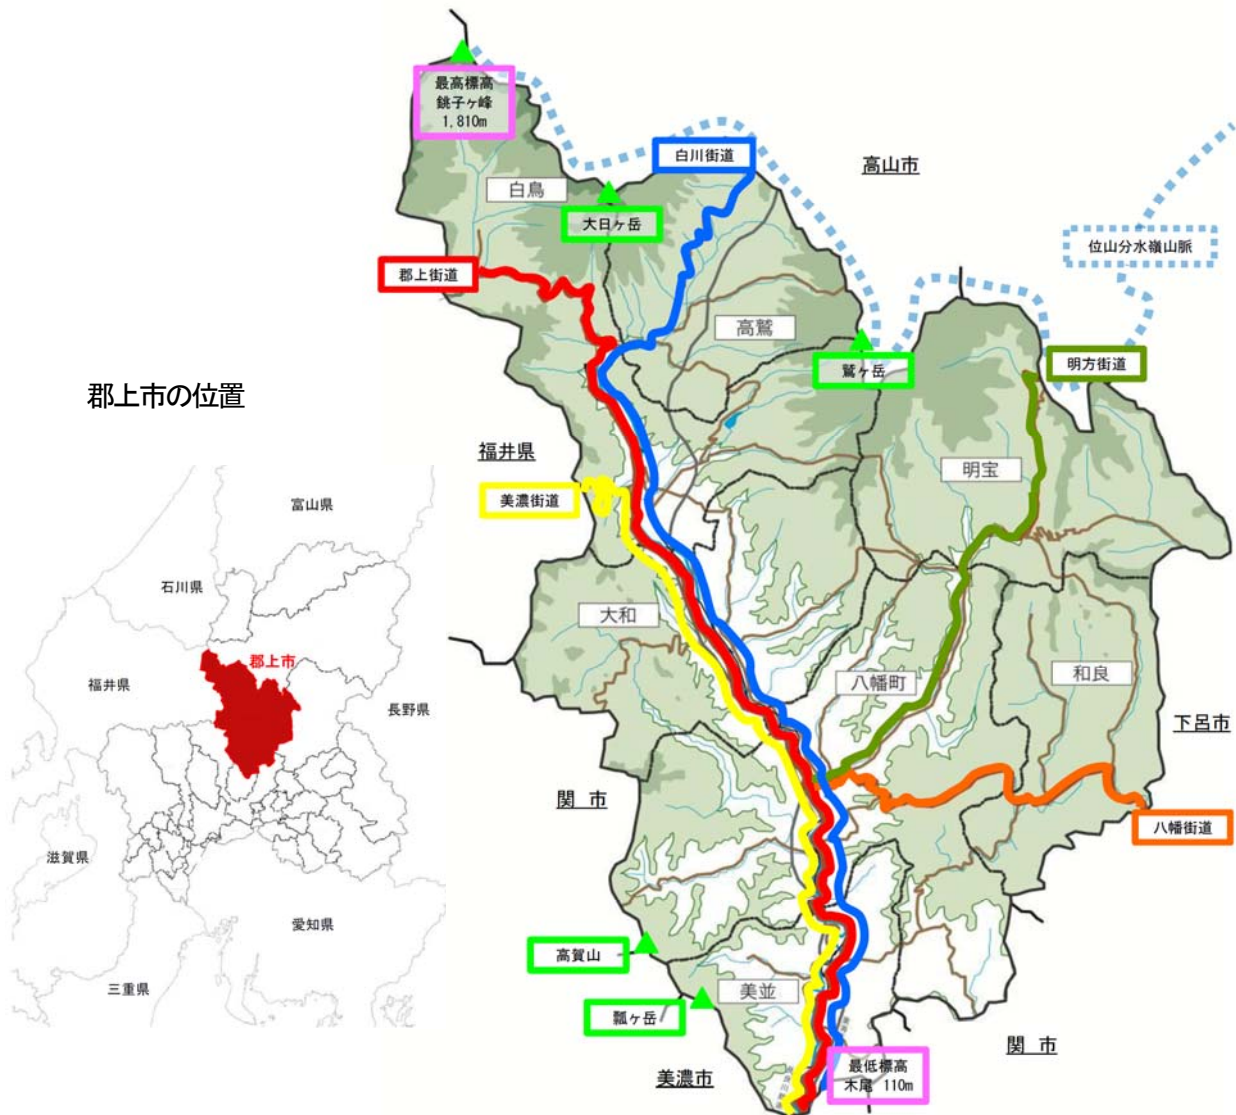 最高標高
銚子ヶ峰
1,810m
白川街道
高山市
白鳥
大日ヶ岳
位山分水嶺山脈
郡上街道
高鷲
鷲ヶ岳
明方街道
郡上市の位置
福井県
明宝
美濃街道
富山県
石川県
大和
郡上市
福井県
八幡町
和良
長野県
下呂市
関 市
八幡街道
滋賀県
愛知県
高賀山
三重県
美並
瓢ヶ岳
関 市
最低標高
木尾 110m
美濃市